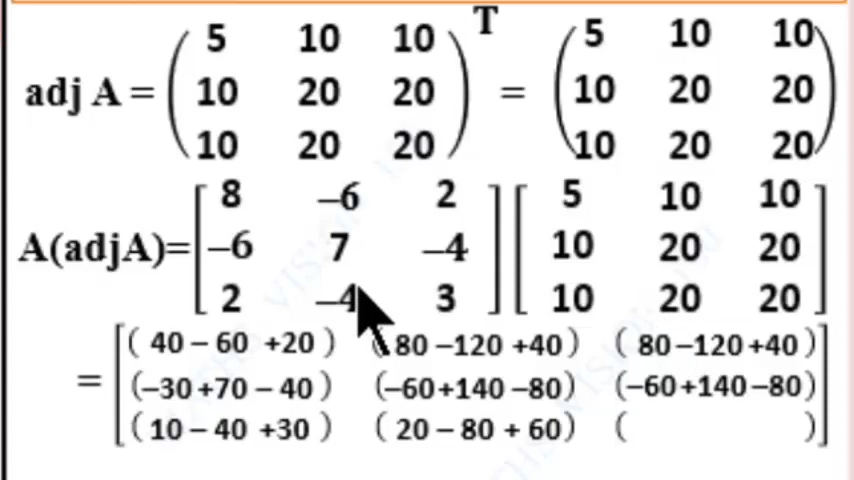 adj A = ( 5 10 10 ) T = ( 5 10 10 )
10 20 20 10 20 20
10 20 20 10 20 20
A(adjA)= [ 8 –6 2 ] [ 5 10 10 ]
–6 7 –4 10 20 20
2 –4 3 10 20 20
= [ ( 40 – 60 +20 ) ( 80 –120 +40 ) ( 80 –120 +40 ) ]
(–30 +70 – 40 ) (–60+140 –80) (–60+140 –80)
( 10 – 40 +30 ) ( 20 – 80 + 60) ( )